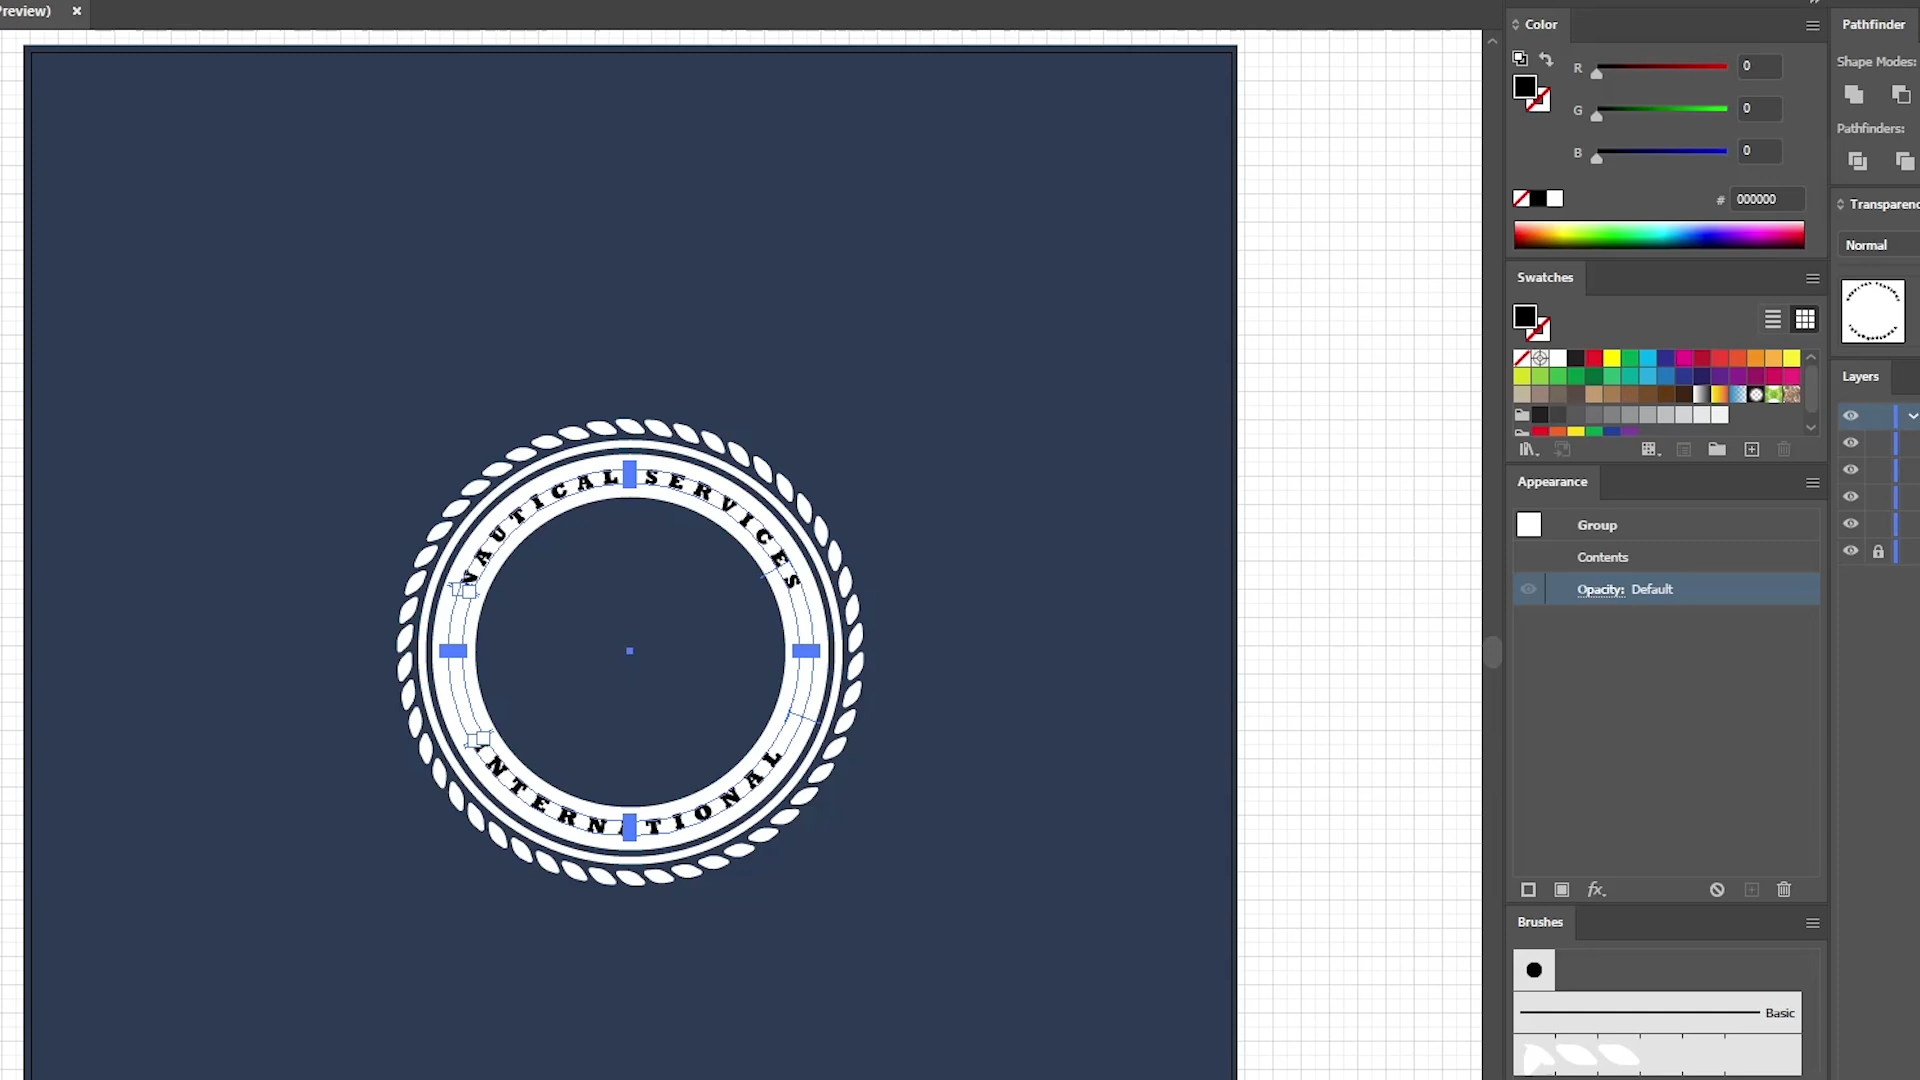 review)
Color
Pathfinder
R 0
Shape Modes:
G 0
Pathfinders:
B 0
# 000000
Transparenc
Normal
Swatches
Layers
Appearance
Group
Contents
Opacity: Default
fx.
Brushes
Basic
NAUTICAL SERVICES
INTERNATIONAL